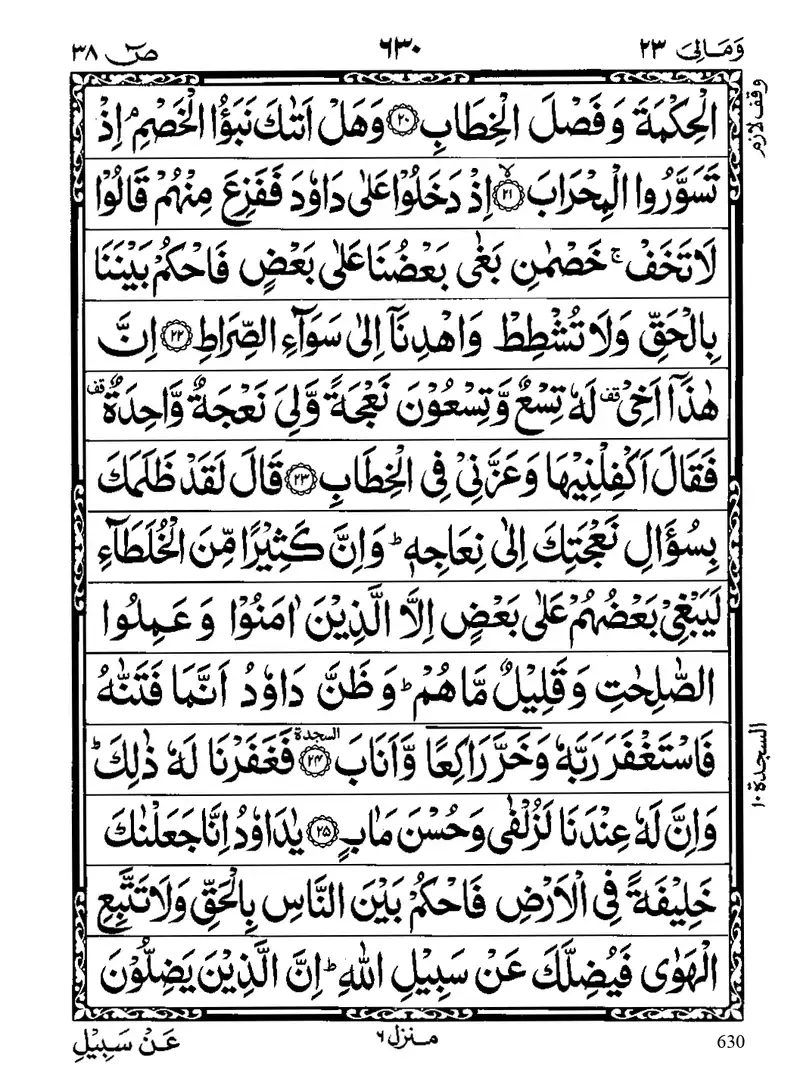 وَمَالِیَ ٢٣
٦٣٠
صٓ ٣٨
الْحِكْمَةَ وَفَصْلَ الْخِطَابِ ﴿٢٠﴾ وَهَلْ اَتٰىكَ نَبَؤُا الْخَصْمِ ۘ اِذْ
وقف لازم
تَسَوَّرُوا الْمِحْرَابَ ﴿٢١﴾ۙ اِذْ دَخَلُوْا عَلٰى دَاوٗدَ فَفَزِعَ مِنْهُمْ قَالُوْا
لَا تَخَفْ ۚ خَصْمٰنِ بَغٰى بَعْضُنَا عَلٰى بَعْضٍ فَاحْكُمْ بَيْنَنَا
بِالْحَقِّ وَلَا تُشْطِطْ وَاهْدِنَاۤ اِلٰى سَوَآءِ الصِّرَاطِ ﴿٢٢﴾ اِنَّ
هٰذَاۤ اَخِيْ قف لَهٗ تِسْعٌ وَّتِسْعُوْنَ نَعْجَةً وَّلِيَ نَعْجَةٌ وَّاحِدَةٌ قف
فَقَالَ اَكْفِلْنِيْهَا وَعَزَّنِيْ فِي الْخِطَابِ ﴿٢٣﴾ قَالَ لَقَدْ ظَلَمَكَ
بِسُؤَالِ نَعْجَتِكَ اِلٰى نِعَاجِهٖ ؕ وَاِنَّ كَثِيْرًا مِّنَ الْخُلَطَآءِ
لَيَبْغِيْ بَعْضُهُمْ عَلٰى بَعْضٍ اِلَّا الَّذِيْنَ اٰمَنُوْا وَعَمِلُوا
الصّٰلِحٰتِ وَقَلِيْلٌ مَّا هُمْ ؕ وَظَنَّ دَاوٗدُ اَنَّمَا فَتَنّٰهُ
فَاسْتَغْفَرَ رَبَّهٗ وَخَرَّ رَاكِعًا وَّاَنَابَ ﴿٢٤﴾ السجدة فَغَفَرْنَا لَهٗ ذٰلِكَ ؕ
السجدة ١٠
وَاِنَّ لَهٗ عِنْدَنَا لَزُلْفٰى وَحُسْنَ مَاٰبٍ ﴿٢٥﴾ يٰدَاوٗدُ اِنَّا جَعَلْنٰكَ
خَلِيْفَةً فِي الْاَرْضِ فَاحْكُمْ بَيْنَ النَّاسِ بِالْحَقِّ وَلَا تَتَّبِعِ
الْهَوٰى فَيُضِلَّكَ عَنْ سَبِيْلِ اللّٰهِ ؕ اِنَّ الَّذِيْنَ يَضِلُّوْنَ
630
منزل ٦
عَنْ سَبِيْلِ